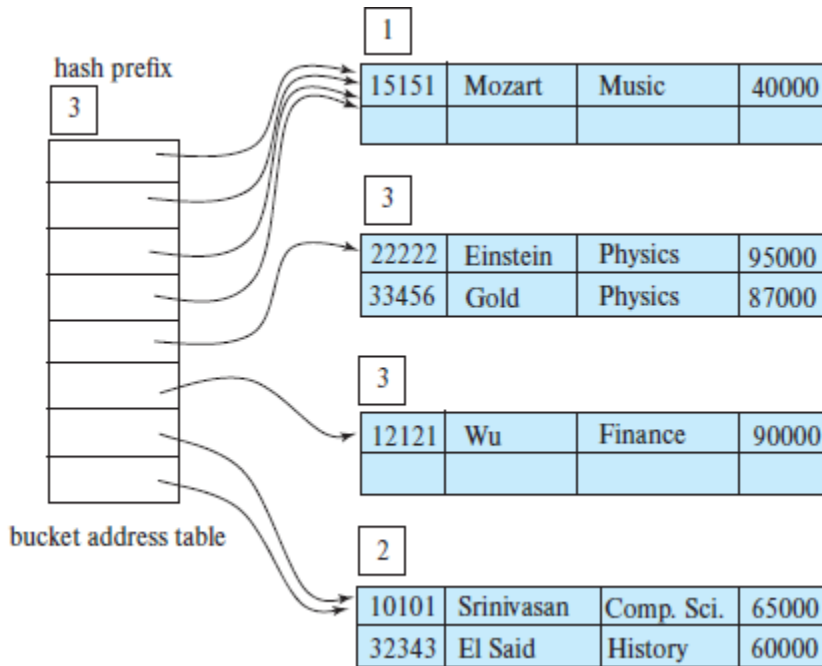 hash prefix
3
bucket address table
1
15151 Mozart Music 40000
3
22222 Einstein Physics 95000
33456 Gold Physics 87000
3
12121 Wu Finance 90000
2
10101 Srinivasan Comp. Sci. 65000
32343 El Said History 60000